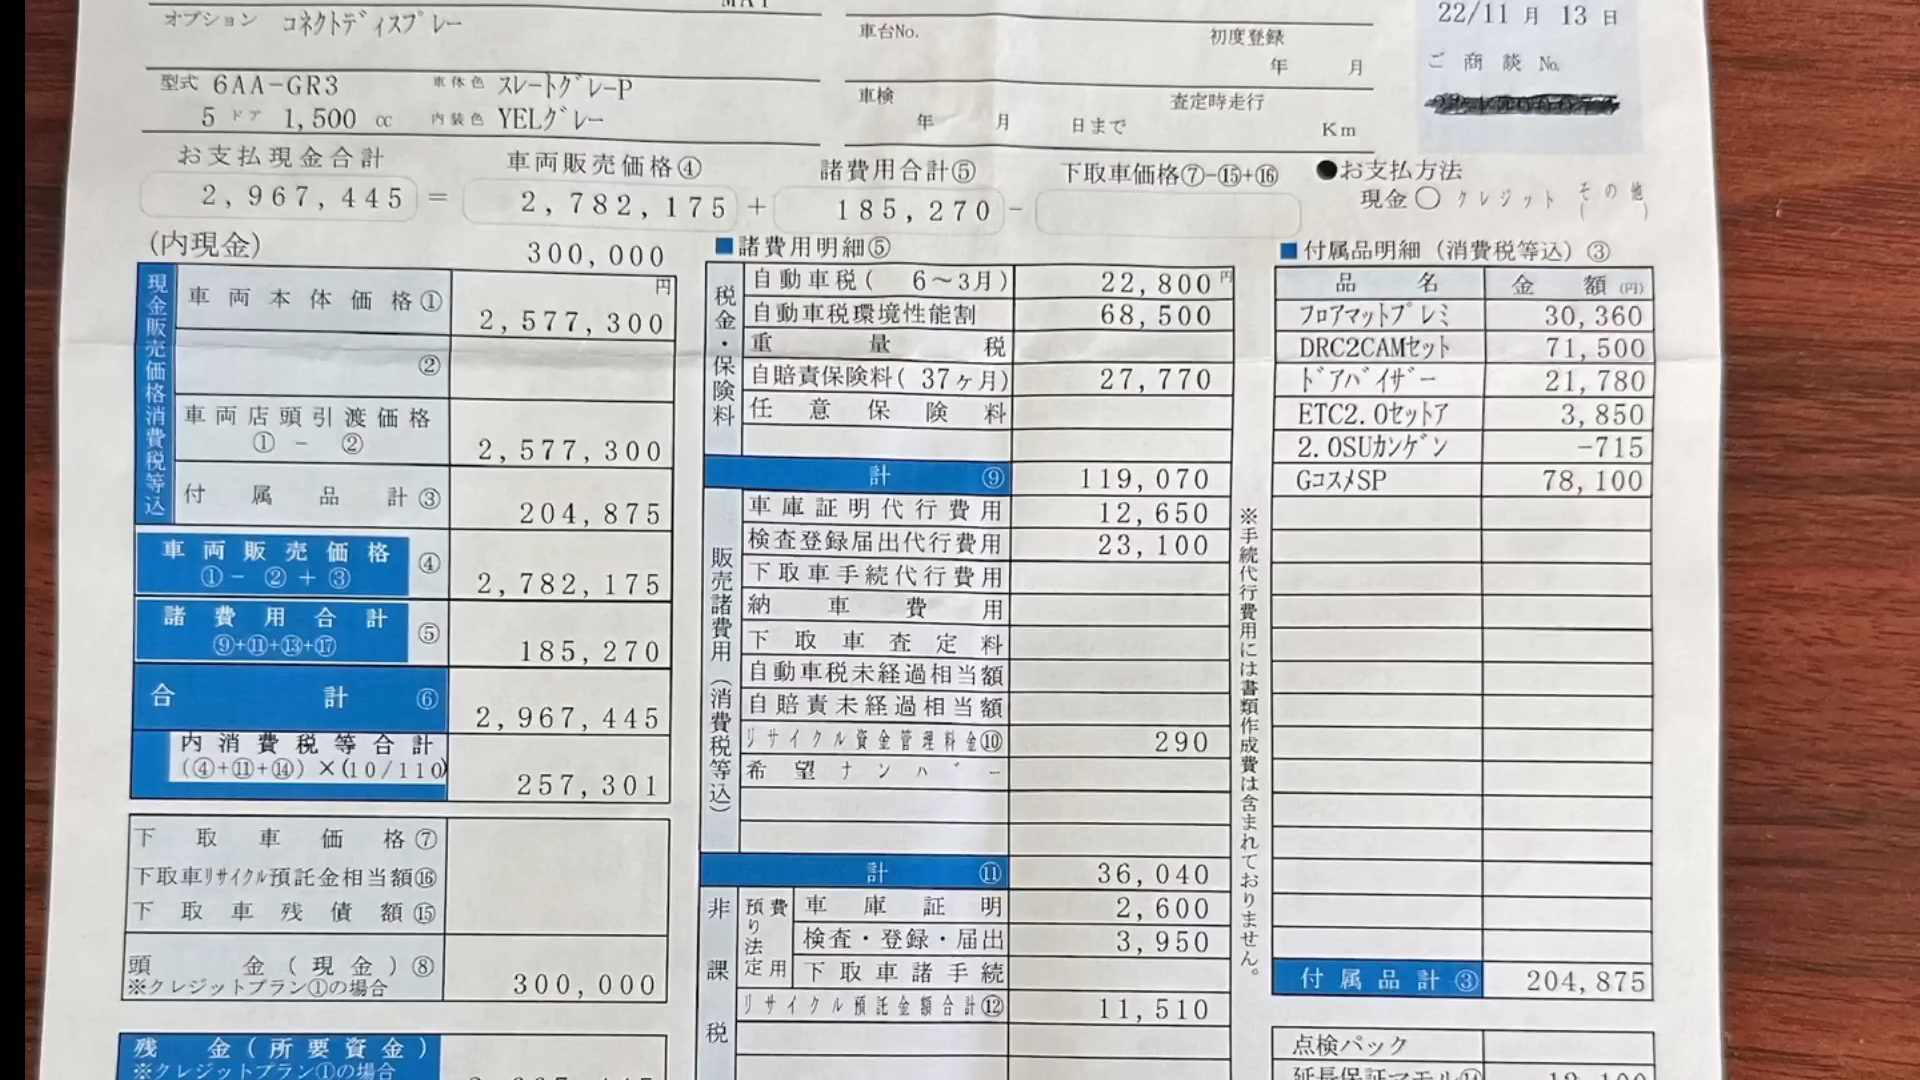 オプション コネクトディスプレー
型式 6AA-GR3 車体色 スレートグレーP
5 ドア 1,500 cc 内装色 YELグレー
車台No. 初度登録
年 月
車検 査定時走行
年 月 日まで Km
22/11 月 13 日
ご商談 No.
お支払現金合計 車両販売価格④ 諸費用合計⑤ 下取車価格⑦-⑮+⑯
2,967,445 = 2,782,175 + 185,270 -
●お支払方法
現金○ クレジット その他( )
(内現金) 300,000
現金販売価格消費税等込
車両本体価格① 2,577,300円
②
車両店頭引渡価格
① - ② 2,577,300
付属品計③ 204,875
車両販売価格
①-②+③ ④ 2,782,175
諸費用合計
⑨+⑪+⑬+⑰ ⑤ 185,270
合計⑥ 2,967,445
内消費税等合計
(④+⑪+⑭)×(10/110) 257,301
下取車価格⑦
下取車リサイクル預託金相当額⑯
下取車残債額⑮
頭金(現金)⑧
※クレジットプラン①の場合 300,000
残金(所要資金)
※クレジットプラン①の場合
■諸費用明細⑤
税金・保険料
自動車税( 6～3月) 22,800円
自動車税環境性能割 68,500
重量税
自賠責保険料(37ヶ月) 27,770
任意保険料
計⑨ 119,070
販売諸費用(消費税等込)
車庫証明代行費用 12,650
検査登録届出代行費用 23,100
下取車手続代行費用
納車費用
下取車査定料
自動車税未経過相当額
自賠責未経過相当額
リサイクル資金管理料金⑩ 290
希望ナンバー
計⑪ 36,040
非課税
預り法定費用
車庫証明 2,600
検査・登録・届出 3,950
下取車諸手続
リサイクル預託金額合計⑫ 11,510
※手続代行費用には書類作成費は含まれておりません。
■付属品明細(消費税等込)③
品名 金額(円)
フロアマットプレミ 30,360
DRC2CAMセット 71,500
ドアバイザー 21,780
ETC2.0セットア 3,850
2.0SUカンゲン -715
GコスメSP 78,100
付属品計③ 204,875
点検パック